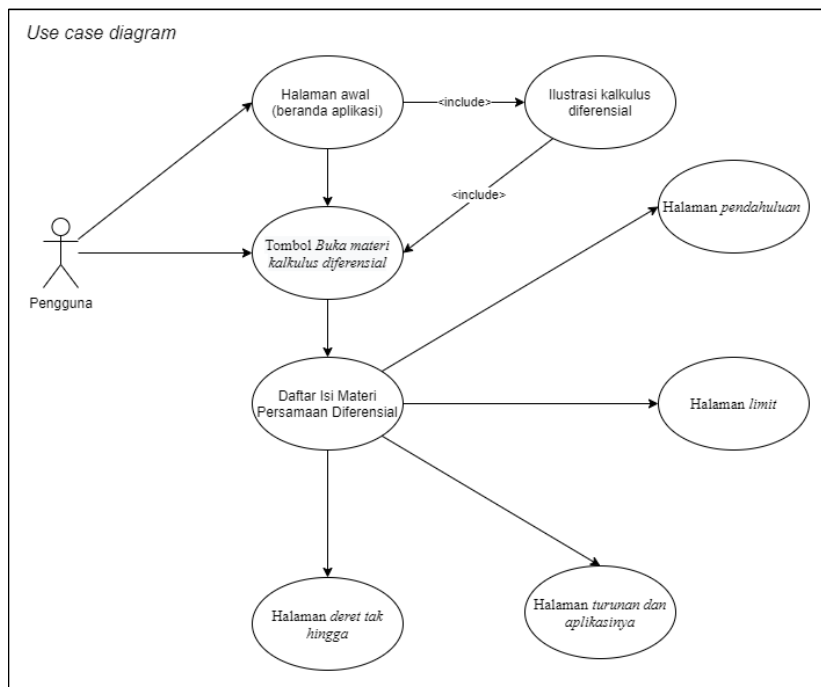 Use case diagram
Halaman awal
(beranda aplikasi)
<include>
Ilustrasi kalkulus
diferensial
<include>
Halaman pendahuluan
Tombol Buka materi
kalkulus diferensial
Pengguna
Daftar Isi Materi
Persamaan Diferensial
Halaman limit
Halaman deret tak
hingga
Halaman turunan dan
aplikasinya